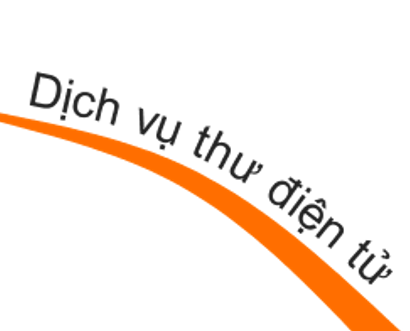 Dịch vụ thư điện tử